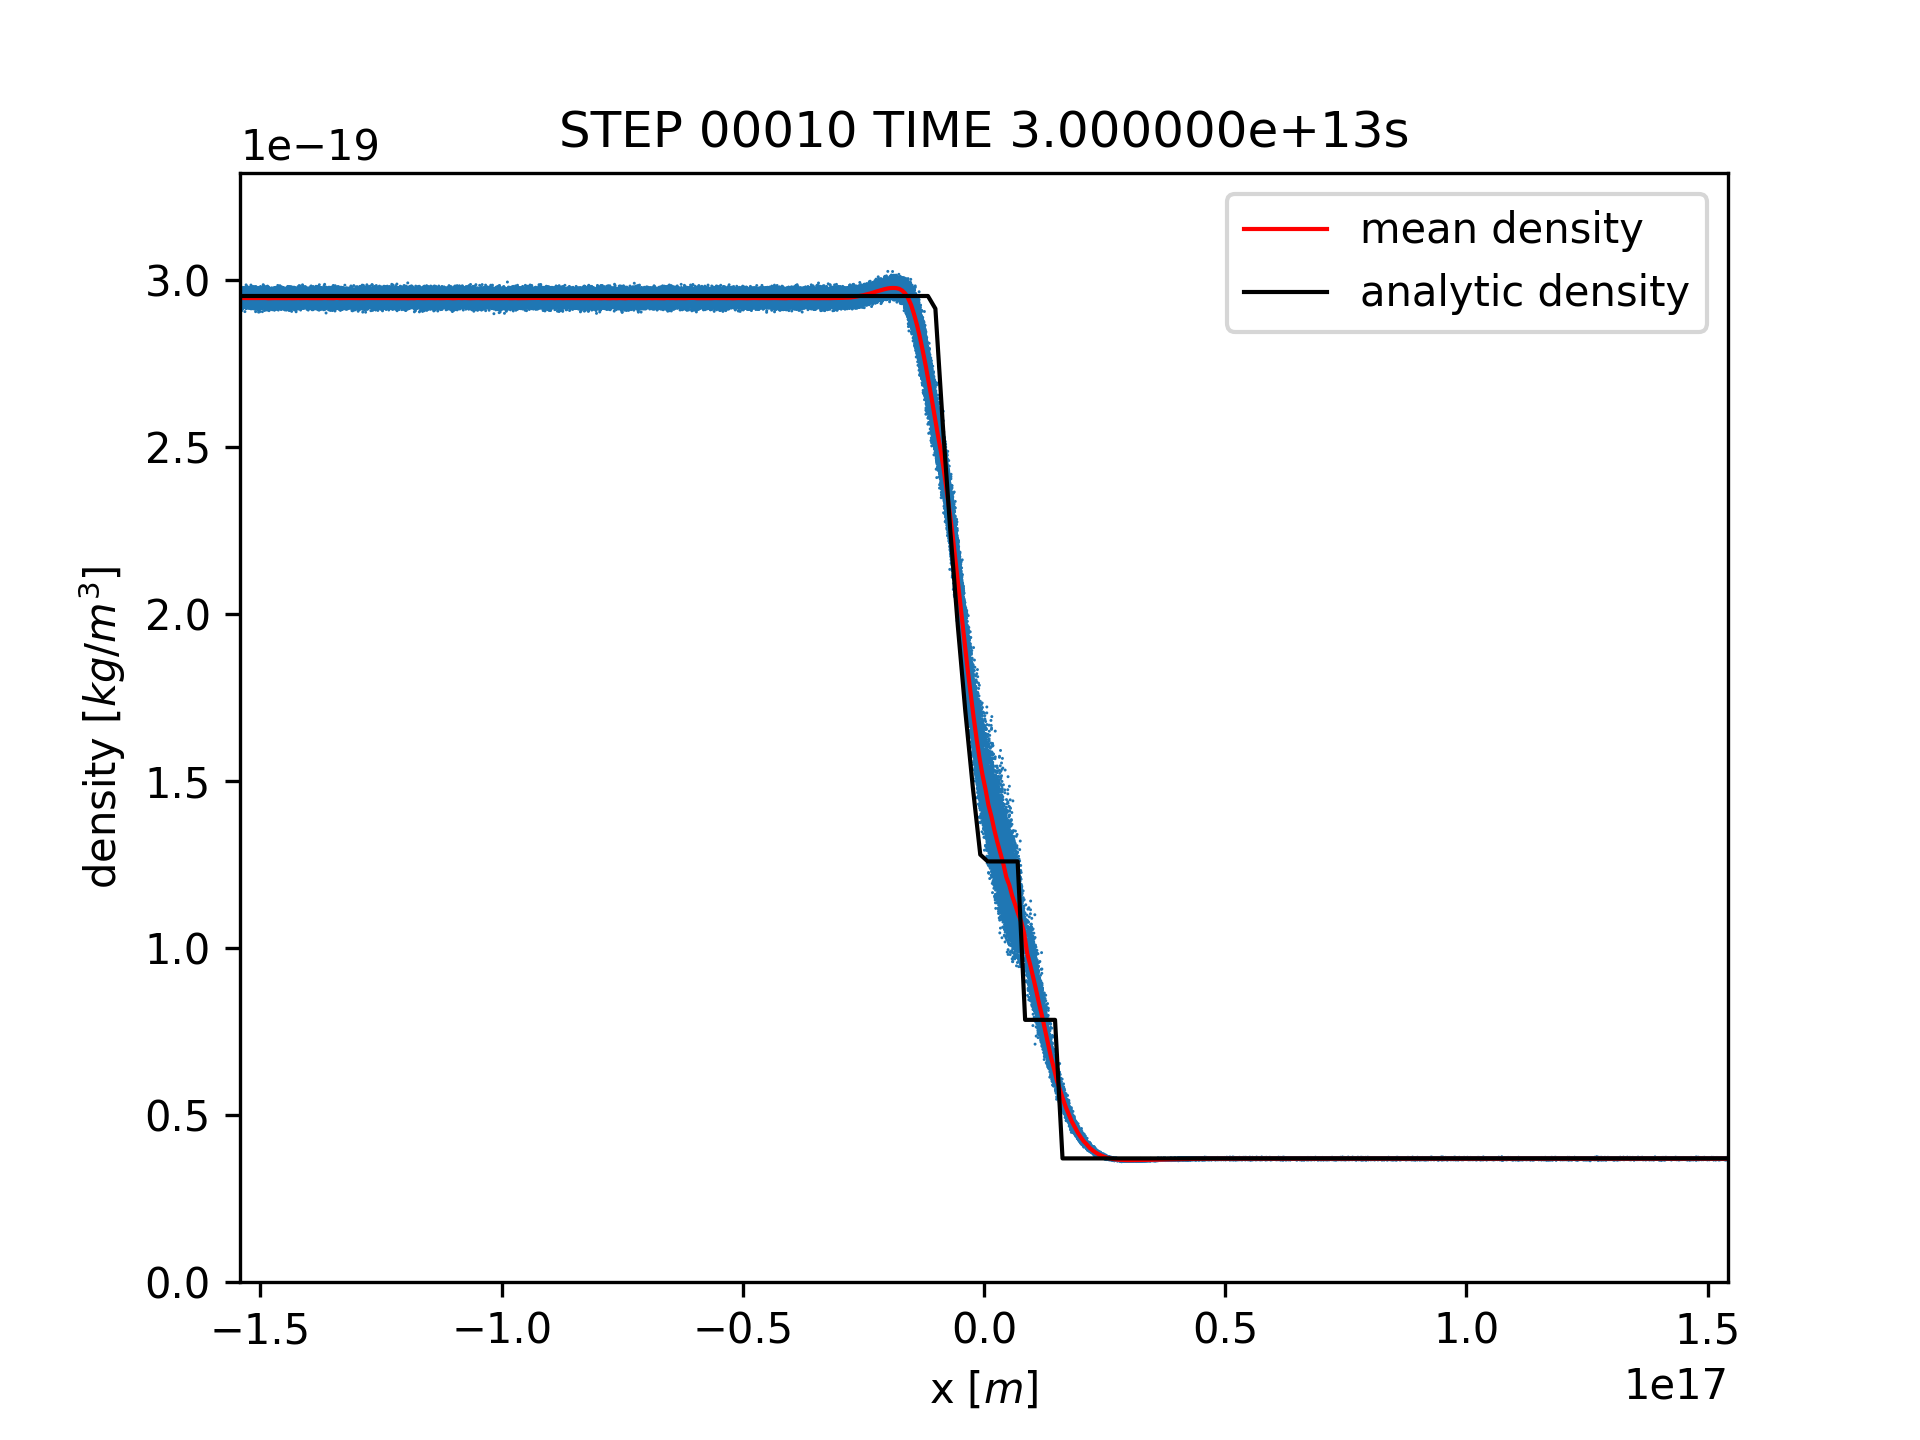 STEP 00010 TIME 3.000000e+13s
1e−19
mean density
analytic density
3.0
2.5
2.0
1.5
1.0
0.5
0.0
density [kg/m³]
−1.5
−1.0
−0.5
0.0
0.5
1.0
1.5
1e17
x [m]